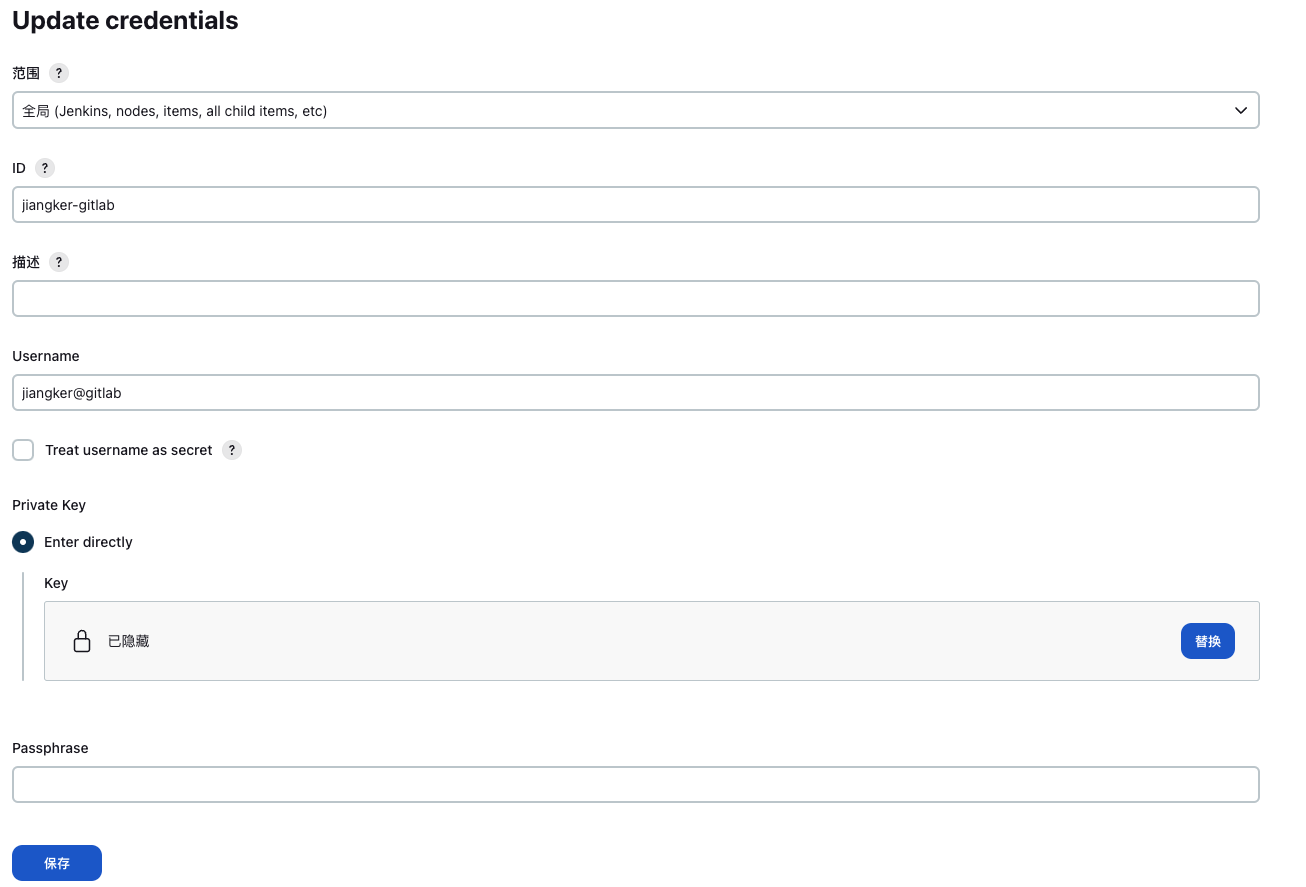 Update credentials
范围 ?
全局 (Jenkins, nodes, items, all child items, etc)
ID ?
jiangker-gitlab
描述 ?
Username
jiangker@gitlab
Treat username as secret ?
Private Key
Enter directly
Key
已隐藏 替换
Passphrase
保存